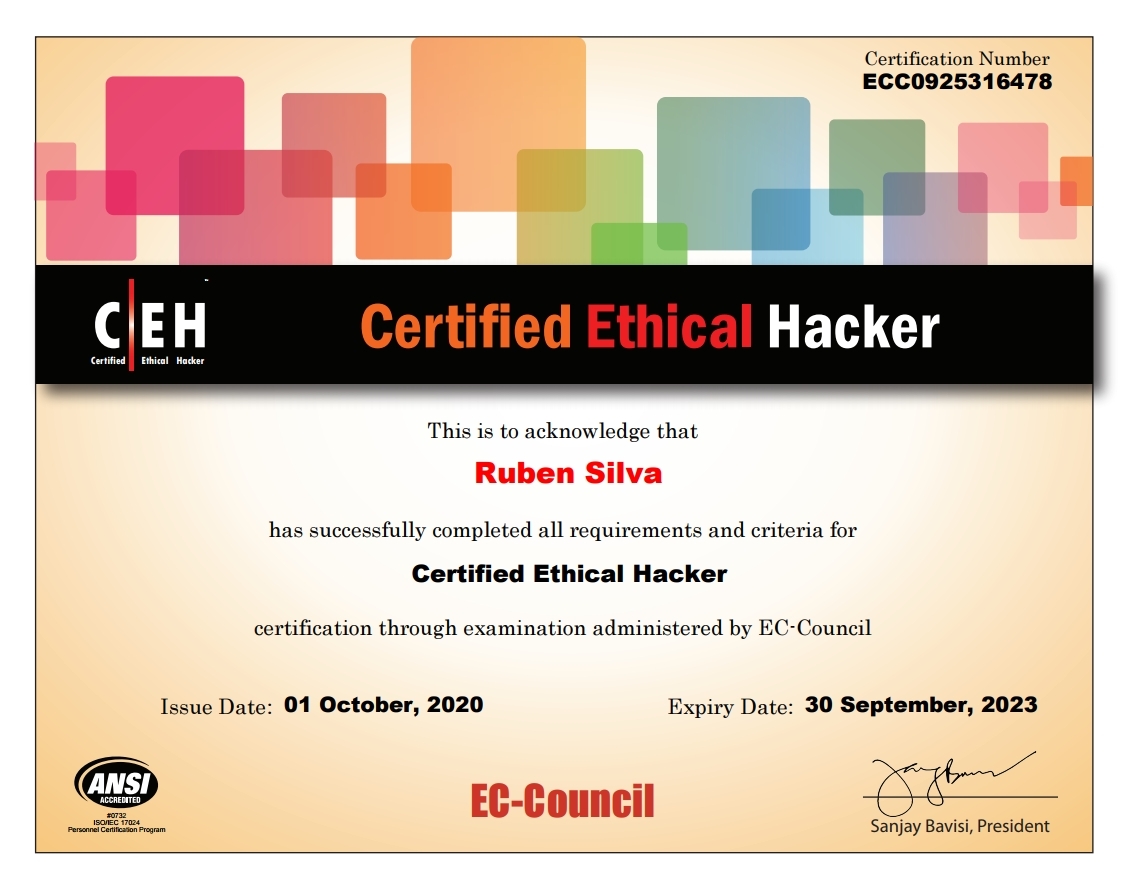 Certification Number
ECC0925316478
C EH
™
Certified Ethical Hacker
Certified Ethical Hacker
This is to acknowledge that
Ruben Silva
has successfully completed all requirements and criteria for
Certified Ethical Hacker
certification through examination administered by EC-Council
Issue Date: 01 October, 2020
Expiry Date: 30 September, 2023
ANSI
ACCREDITED
#0732
ISO/IEC 17024
Personnel Certification Program
EC-Council
Sanjay Bavisi, President